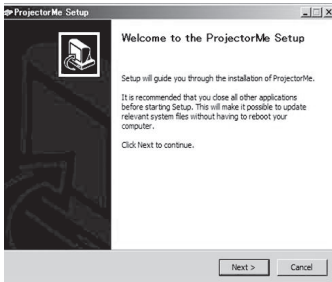 ProjectorMe Setup
Welcome to the ProjectorMe Setup
Setup will guide you through the installation of ProjectorMe.
It is recommended that you close all other applications
before starting Setup. This will make it possible to update
relevant system files without having to reboot your
computer.
Click Next to continue.
Next >
Cancel